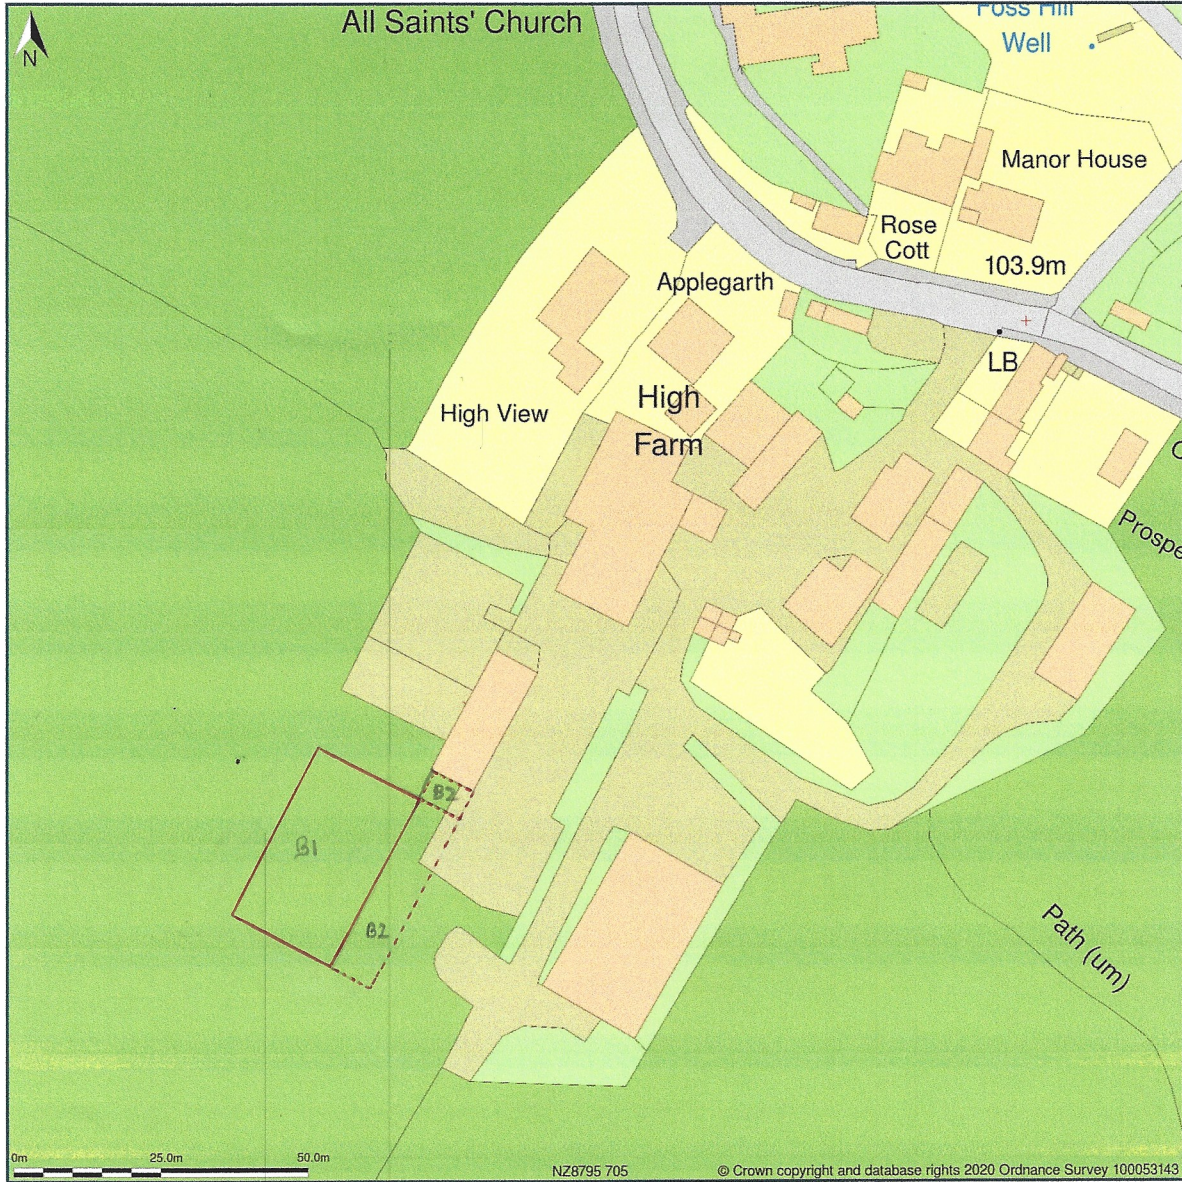 All Saints' Church
Foss Hill
Well
N
Manor House
Rose
Cott
103.9m
Applegarth
LB
High
Farm
High View
Prospe
B2
B1
B2
Path (um)
0m 25.0m 50.0m
NZ8795 705
© Crown copyright and database rights 2020 Ordnance Survey 100053143